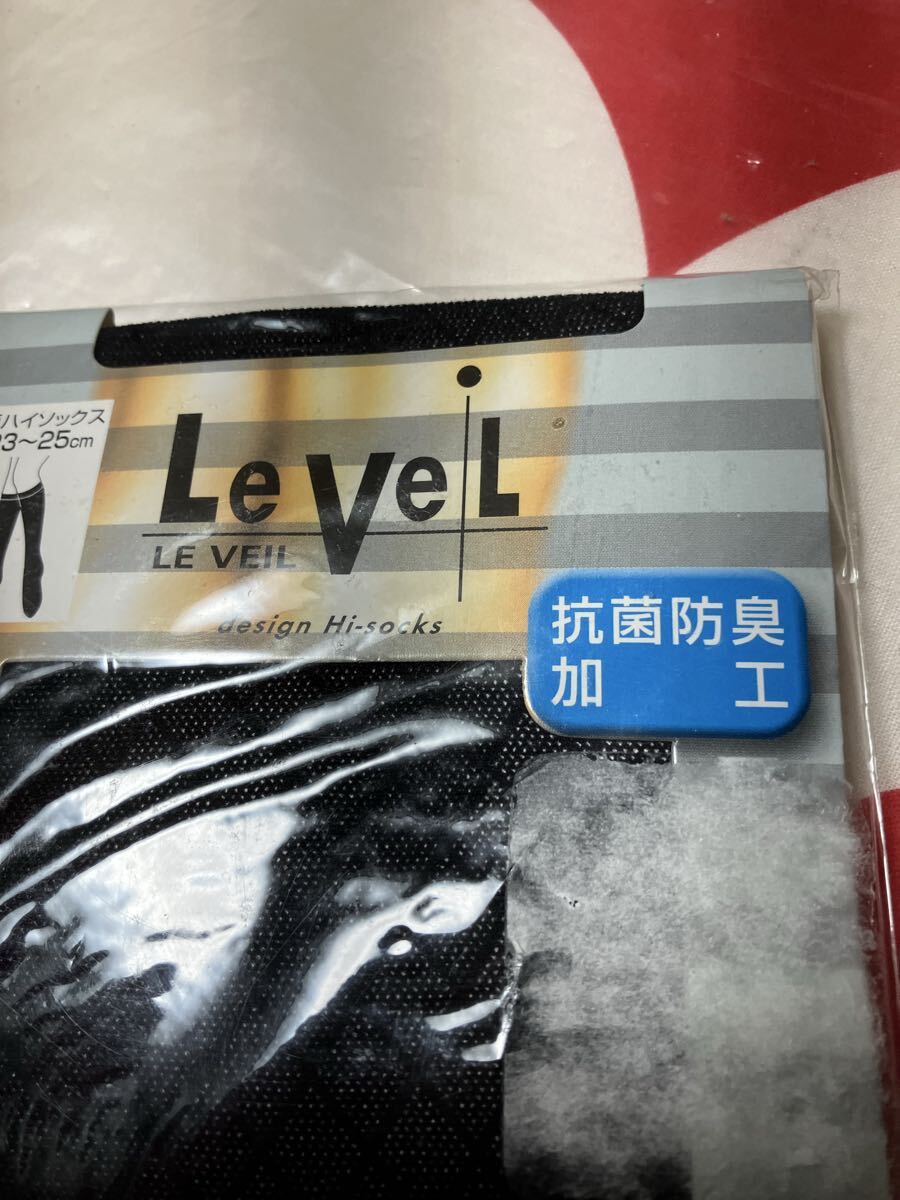 ハイソックス
23～25cm
LeVeiL
LE VEIL
design Hi-socks
抗菌防臭
加工